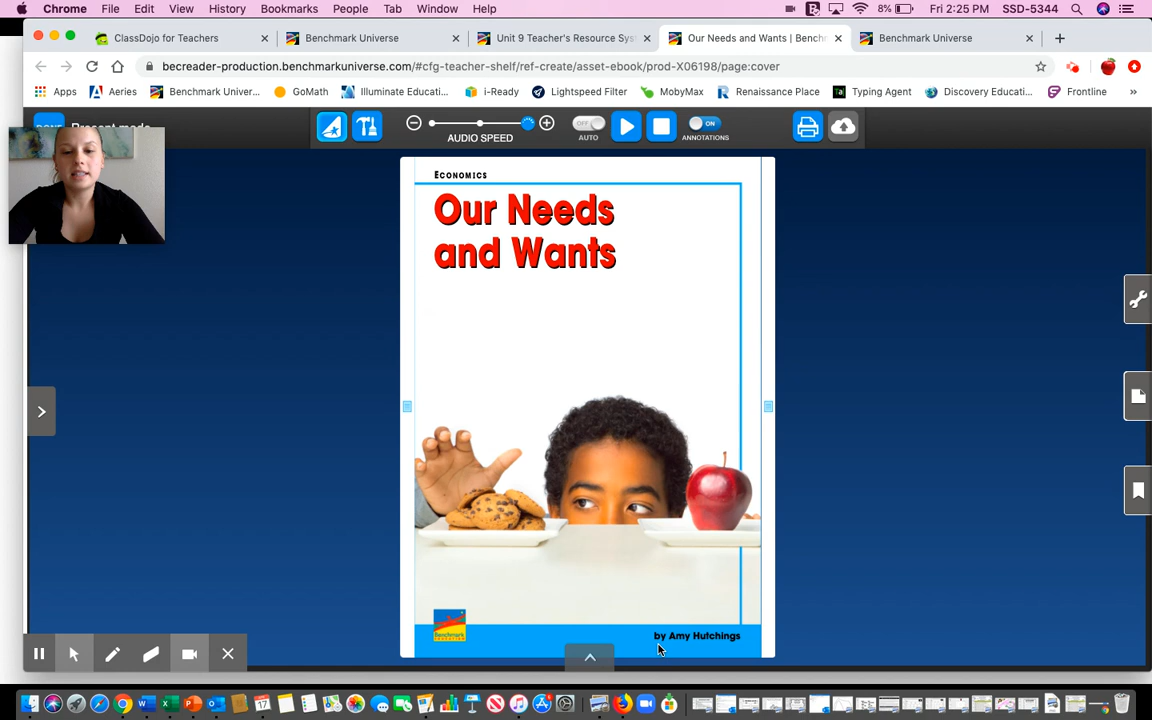 Chrome File Edit View History Bookmarks People Tab Window Help 8% Fri 2:25 PM SSD-5344
ClassDojo for Teachers Benchmark Universe Unit 9 Teacher's Resource Sys Our Needs and Wants | Bench Benchmark Universe
becreader-production.benchmarkuniverse.com/#cfg-teacher-shelf/ref-create/asset-ebook/prod-X06198/page:cover
Apps Aeries Benchmark Univer... GoMath Illuminate Educati... i-Ready Lightspeed Filter MobyMax Renaissance Place Typing Agent Discovery Educati... Frontline »
AUDIO SPEED OFF AUTO ON ANNOTATIONS
ECONOMICS
Our Needs
and Wants
Benchmark
by Amy Hutchings
17